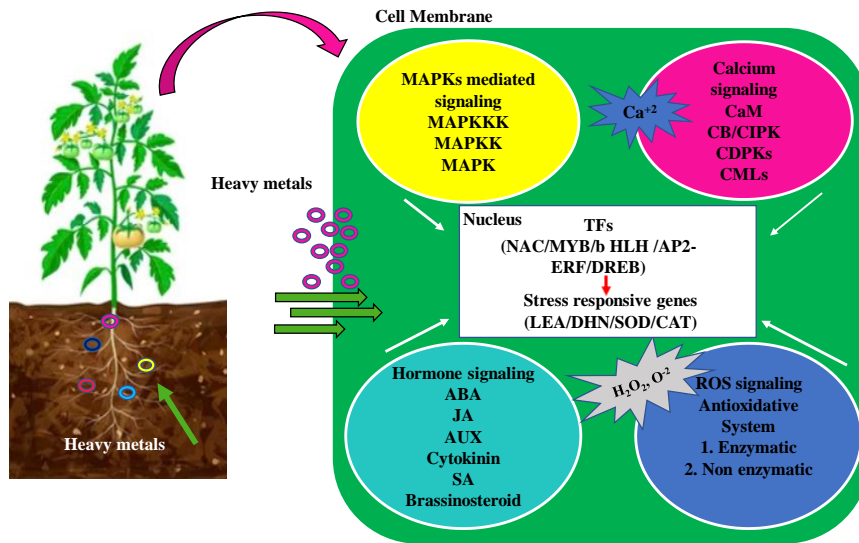 Cell Membrane
MAPKs mediated
signaling
MAPKKK
MAPKK
MAPK
Ca+2
Calcium
signaling
CaM
CB/CIPK
CDPKs
CMLs
Heavy metals
Nucleus
TFs
(NAC/MYB/b HLH /AP2-
ERF/DREB)
Stress responsive genes
(LEA/DHN/SOD/CAT)
Hormone signaling
ABA
JA
AUX
Cytokinin
SA
Brassinosteroid
H2O2, O-2
ROS signaling
Antioxidative
System
1. Enzymatic
2. Non enzymatic
Heavy metals